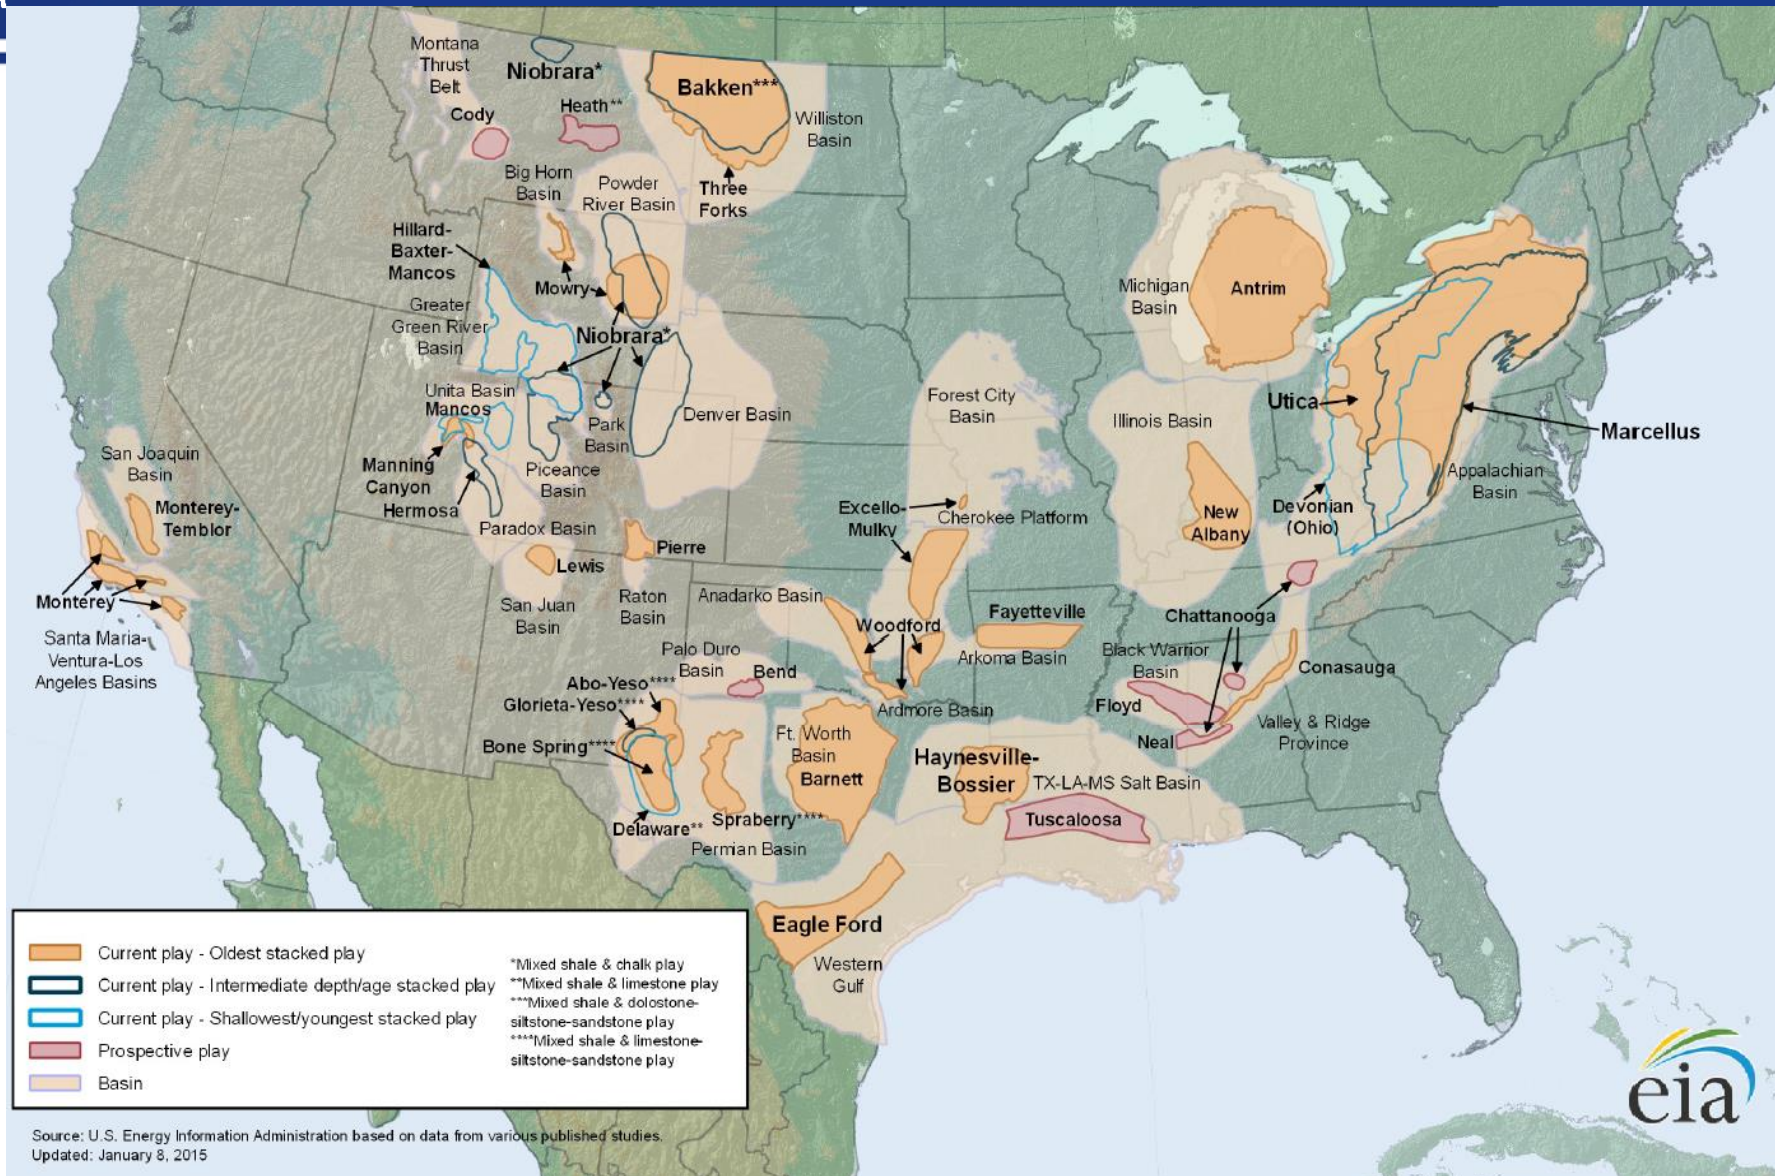 Montana
Thrust
Belt
Niobrara*
Bakken***
Cody
Heath**
Williston
Basin
Big Horn
Basin
Powder
River Basin
Three
Forks
Hillard-
Baxter-
Mancos
Mowry
Greater
Green River
Basin
Niobrara*
Michigan
Basin
Antrim
Unita Basin
Mancos
Park
Basin
Denver Basin
Forest City
Basin
Illinois Basin
Utica
Marcellus
San Joaquin
Basin
Monterey-
Temblor
Manning
Canyon
Hermosa
Piceance
Basin
Paradox Basin
Excello-
Mulky
Cherokee Platform
New
Albany
Devonian
(Ohio)
Appalachian
Basin
Pierre
Lewis
San Juan
Basin
Raton
Basin
Anadarko Basin
Monterey
Santa Maria-
Ventura-Los
Angeles Basins
Woodford
Fayetteville
Arkoma Basin
Chattanooga
Black Warrior
Basin
Conasauga
Palo Duro
Basin
Bend
Abo-Yeso****
Glorieta-Yeso****
Bone Spring****
Ardmore Basin
Floyd
Neal
Valley & Ridge
Province
Ft. Worth
Basin
Barnett
Haynesville-
Bossier
TX-LA-MS Salt Basin
Tuscaloosa
Delaware**
Spraberry****
Permian Basin
Eagle Ford
Western
Gulf
Current play - Oldest stacked play
Current play - Intermediate depth/age stacked play
Current play - Shallowest/youngest stacked play
Prospective play
Basin
*Mixed shale & chalk play
**Mixed shale & limestone play
***Mixed shale & dolostone-
siltstone-sandstone play
****Mixed shale & limestone-
siltstone-sandstone play
eia
Source: U.S. Energy Information Administration based on data from various published studies.
Updated: January 8, 2015